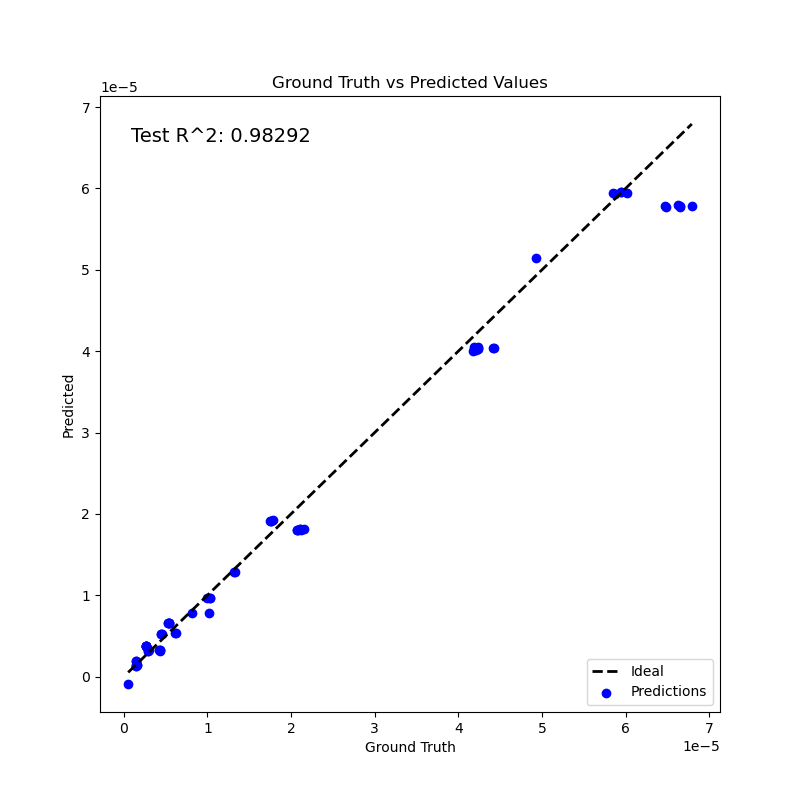 Ground Truth vs Predicted Values
1e−5
Test R^2: 0.98292
7
6
5
4
3
2
1
0
Predicted
Ideal
Predictions
0 1 2 3 4 5 6 7
1e−5
Ground Truth